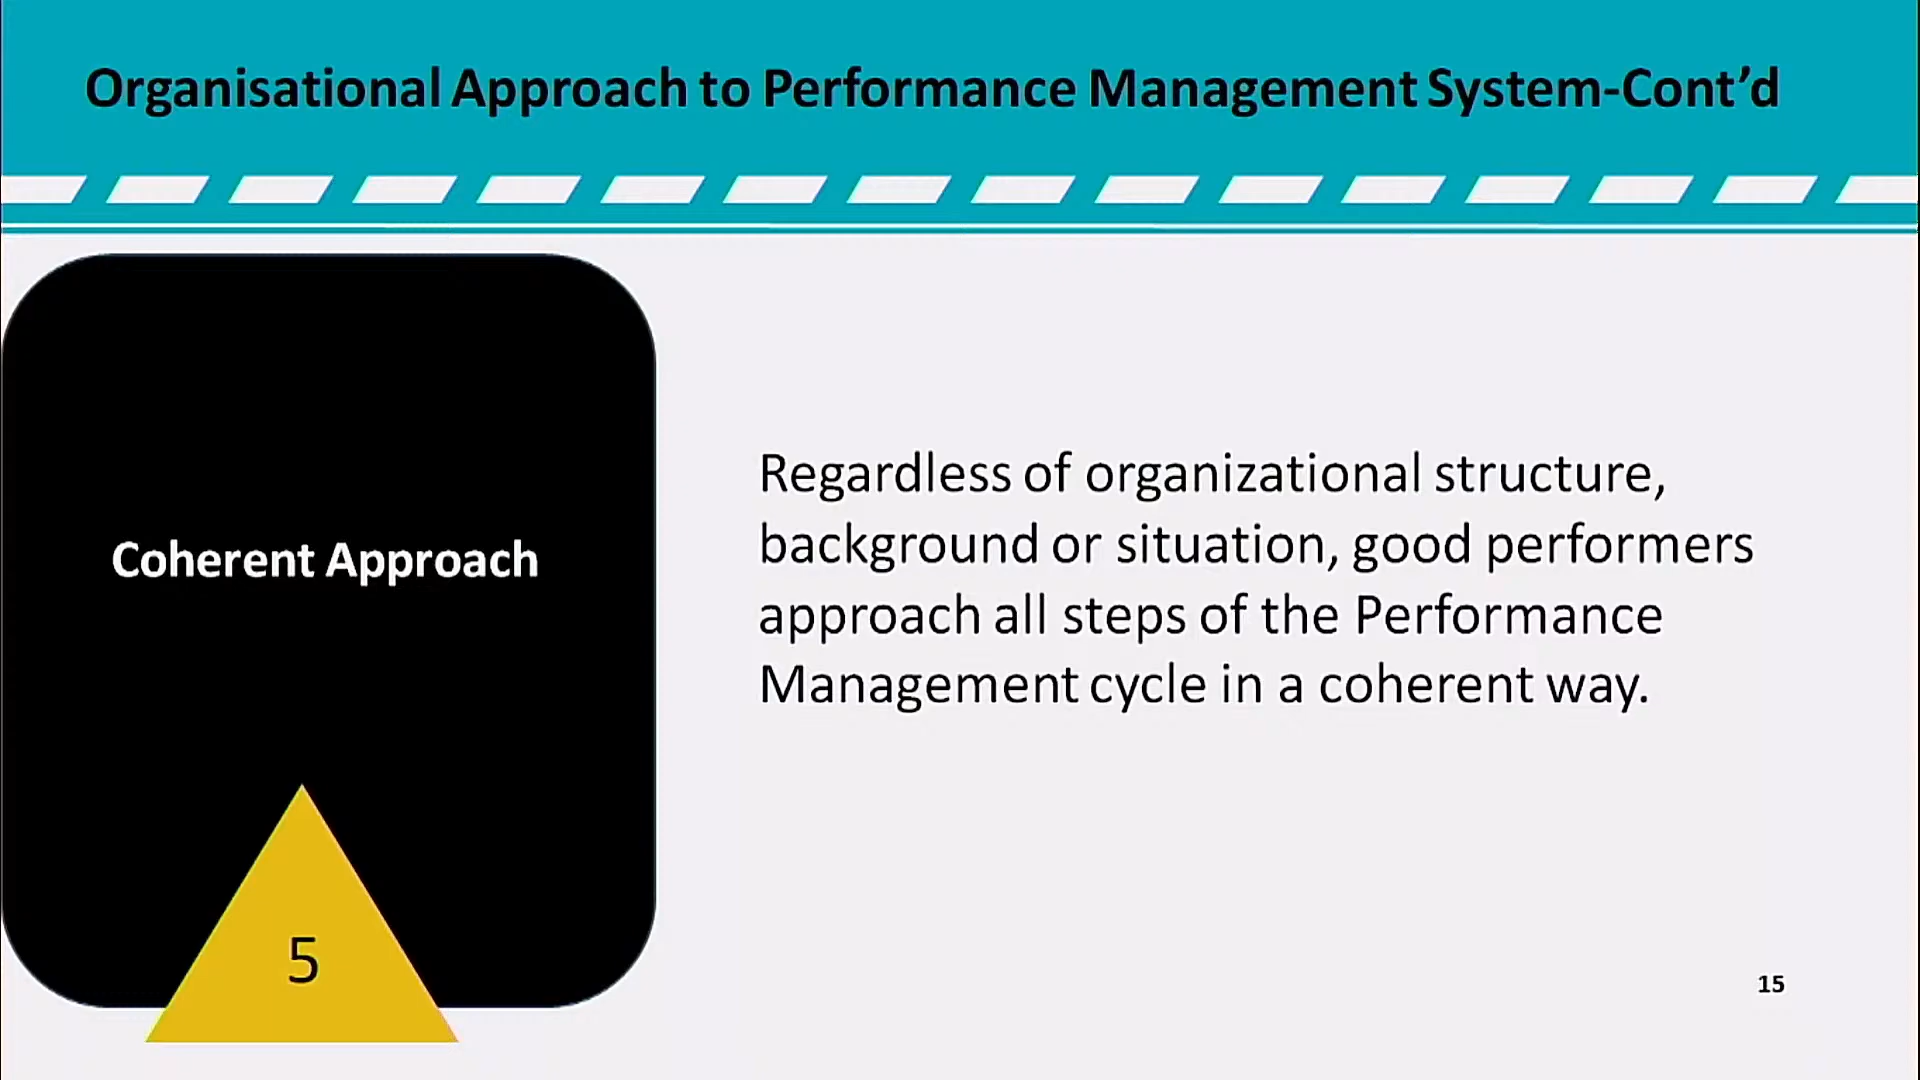 Organisational Approach to Performance Management System-Cont’d
Coherent Approach
5
Regardless of organizational structure,
background or situation, good performers
approach all steps of the Performance
Management cycle in a coherent way.
15